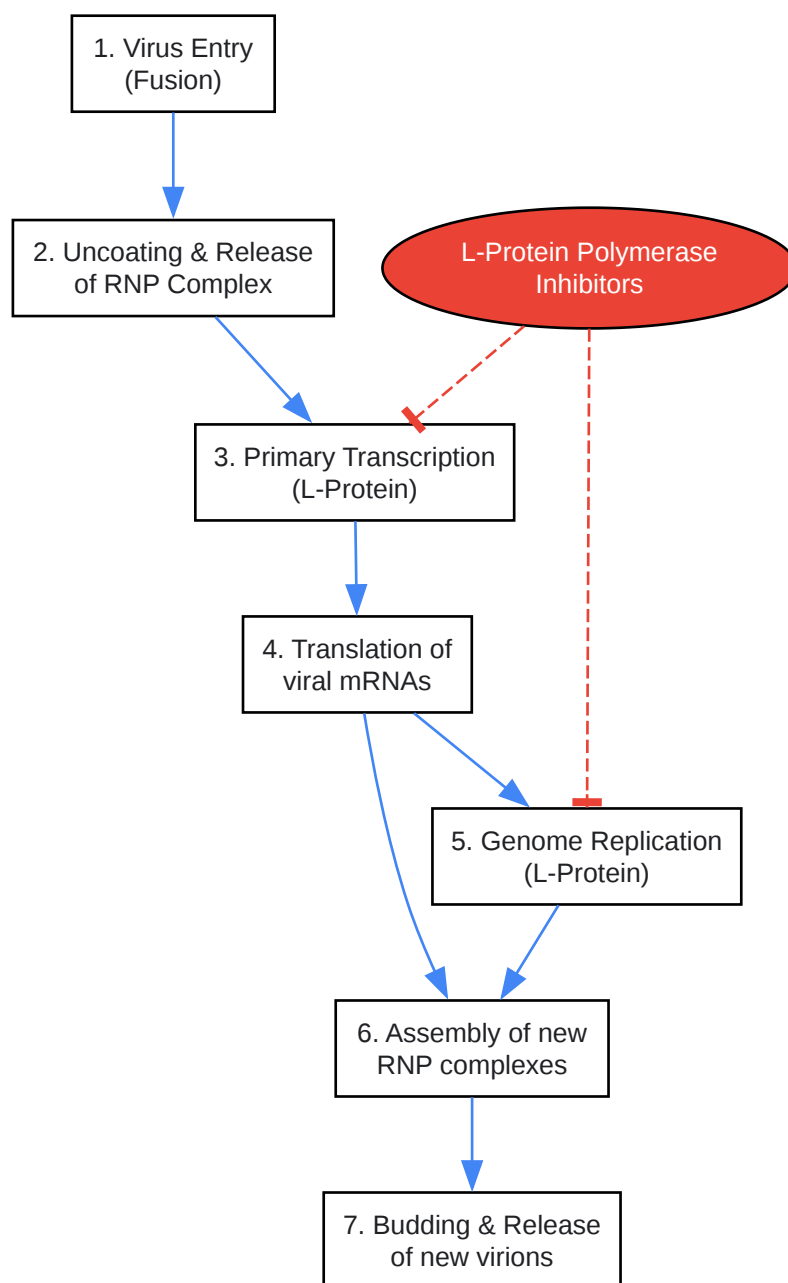 1. Virus Entry
(Fusion)
2. Uncoating & Release
of RNP Complex
L-Protein Polymerase
Inhibitors
3. Primary Transcription
(L-Protein)
4. Translation of
viral mRNAs
5. Genome Replication
(L-Protein)
6. Assembly of new
RNP complexes
7. Budding & Release
of new virions